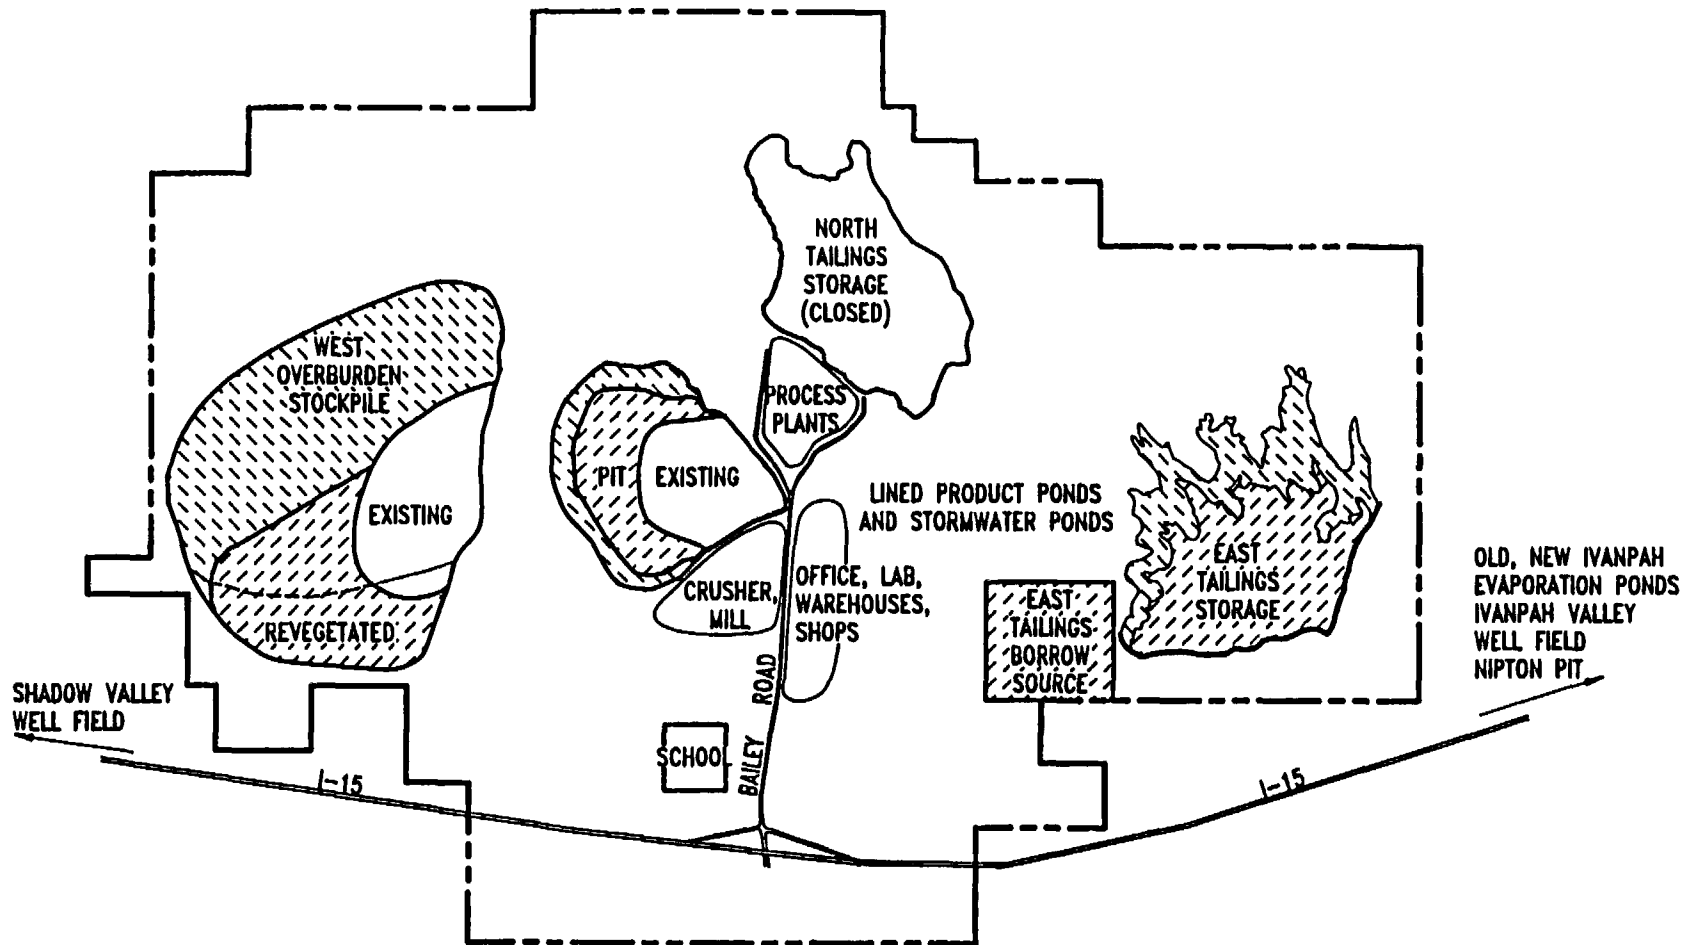 NORTH
TAILINGS
STORAGE
(CLOSED)
WEST
OVERBURDEN
STOCKPILE
PROCESS
PLANTS
PIT
EXISTING
EXISTING
LINED PRODUCT PONDS
AND STORMWATER PONDS
REVEGETATED
CRUSHER,
MILL
OFFICE, LAB,
WAREHOUSES,
SHOPS
EAST
TAILINGS
STORAGE
EAST
TAILINGS
BORROW
SOURCE
OLD, NEW IVANPAH
EVAPORATION PONDS
IVANPAH VALLEY
WELL FIELD
NIPTON PIT
SHADOW VALLEY
WELL FIELD
SCHOOL
BAILEY ROAD
I-15
I-15